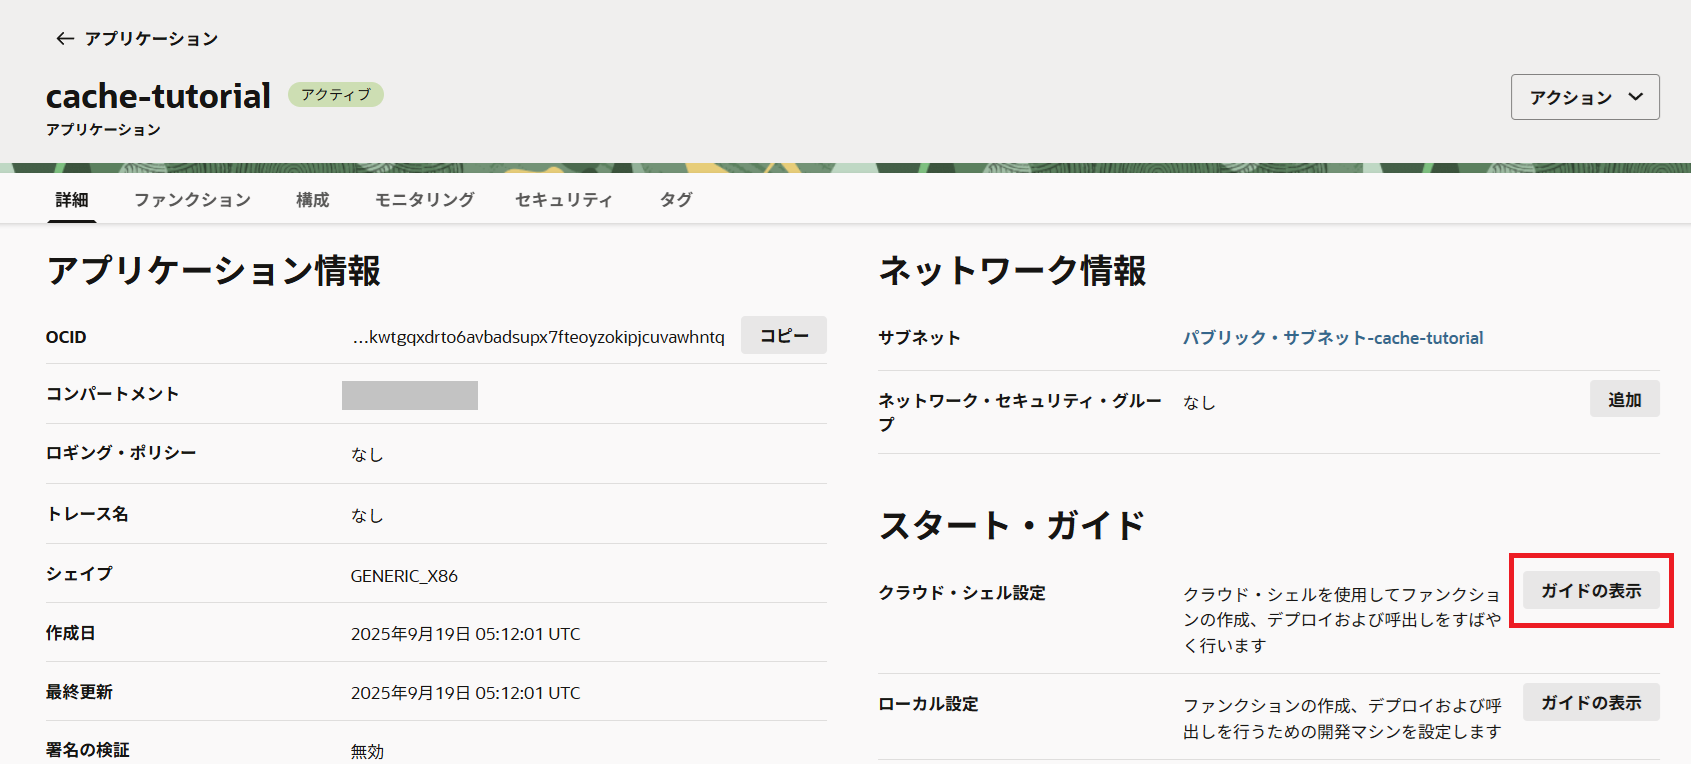 ← アプリケーション
cache-tutorial アクティブ
アプリケーション
アクション
詳細 ファンクション 構成 モニタリング セキュリティ タグ
アプリケーション情報
OCID ...kwtgqxdrto6avbadsupx7fteoyzokipjcuvawhntq コピー
コンパートメント
ロギング・ポリシー なし
トレース名 なし
シェイプ GENERIC_X86
作成日 2025年9月19日 05:12:01 UTC
最終更新 2025年9月19日 05:12:01 UTC
署名の検証 無効
ネットワーク情報
サブネット パブリック・サブネット-cache-tutorial
ネットワーク・セキュリティ・グルー なし 追加
プ
スタート・ガイド
クラウド・シェル設定 クラウド・シェルを使用してファンクショ ガイドの表示
ンの作成、デプロイおよび呼出しをすばや
く行います
ローカル設定 ファンクションの作成、デプロイおよび呼 ガイドの表示
出しを行うための開発マシンを設定します